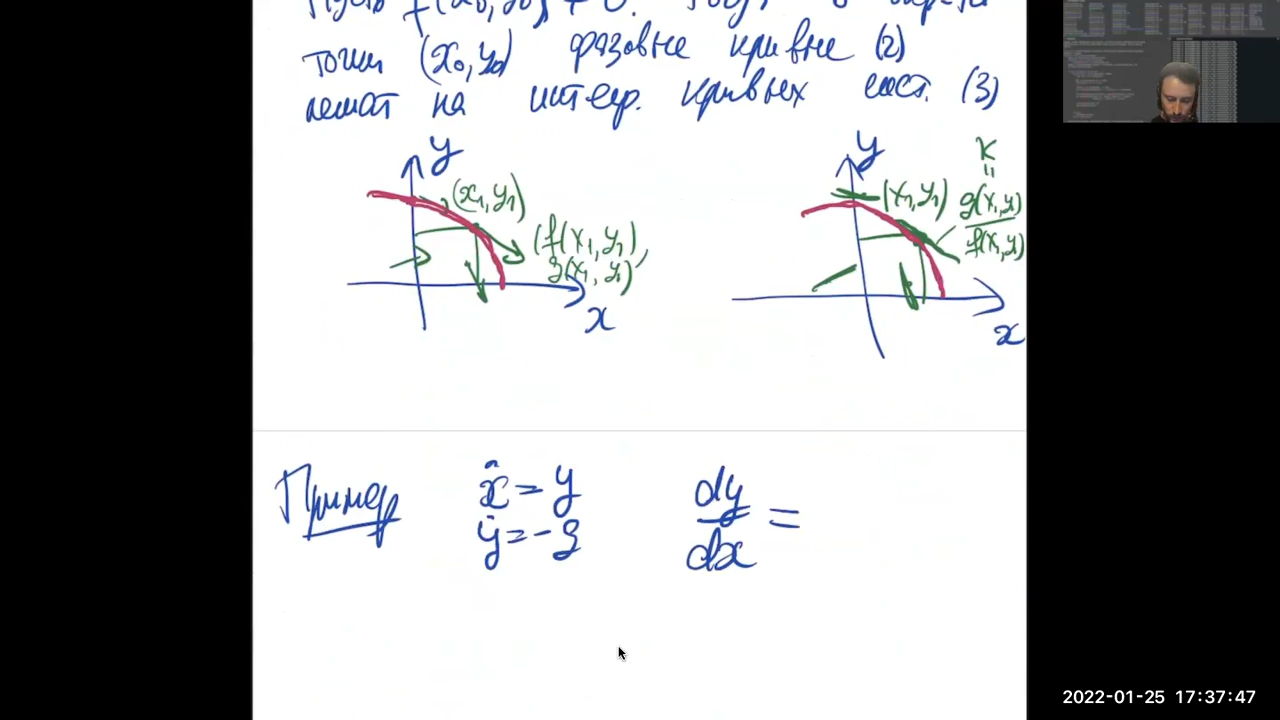 точки (x₀,y₀) фазовые кривые (2)
лежат на интегр. кривых сист. (3)
y
(x₁,y₁)
(f(x₁,y₁),
g(x₁,y₁)
x
y
(x₁,y₁)
k
=
g(x₁,y₁)
f(x₁,y₁)
x
Пример
ẋ = y
ẏ = -g
dy
dx
=
2022-01-25 17:37:47